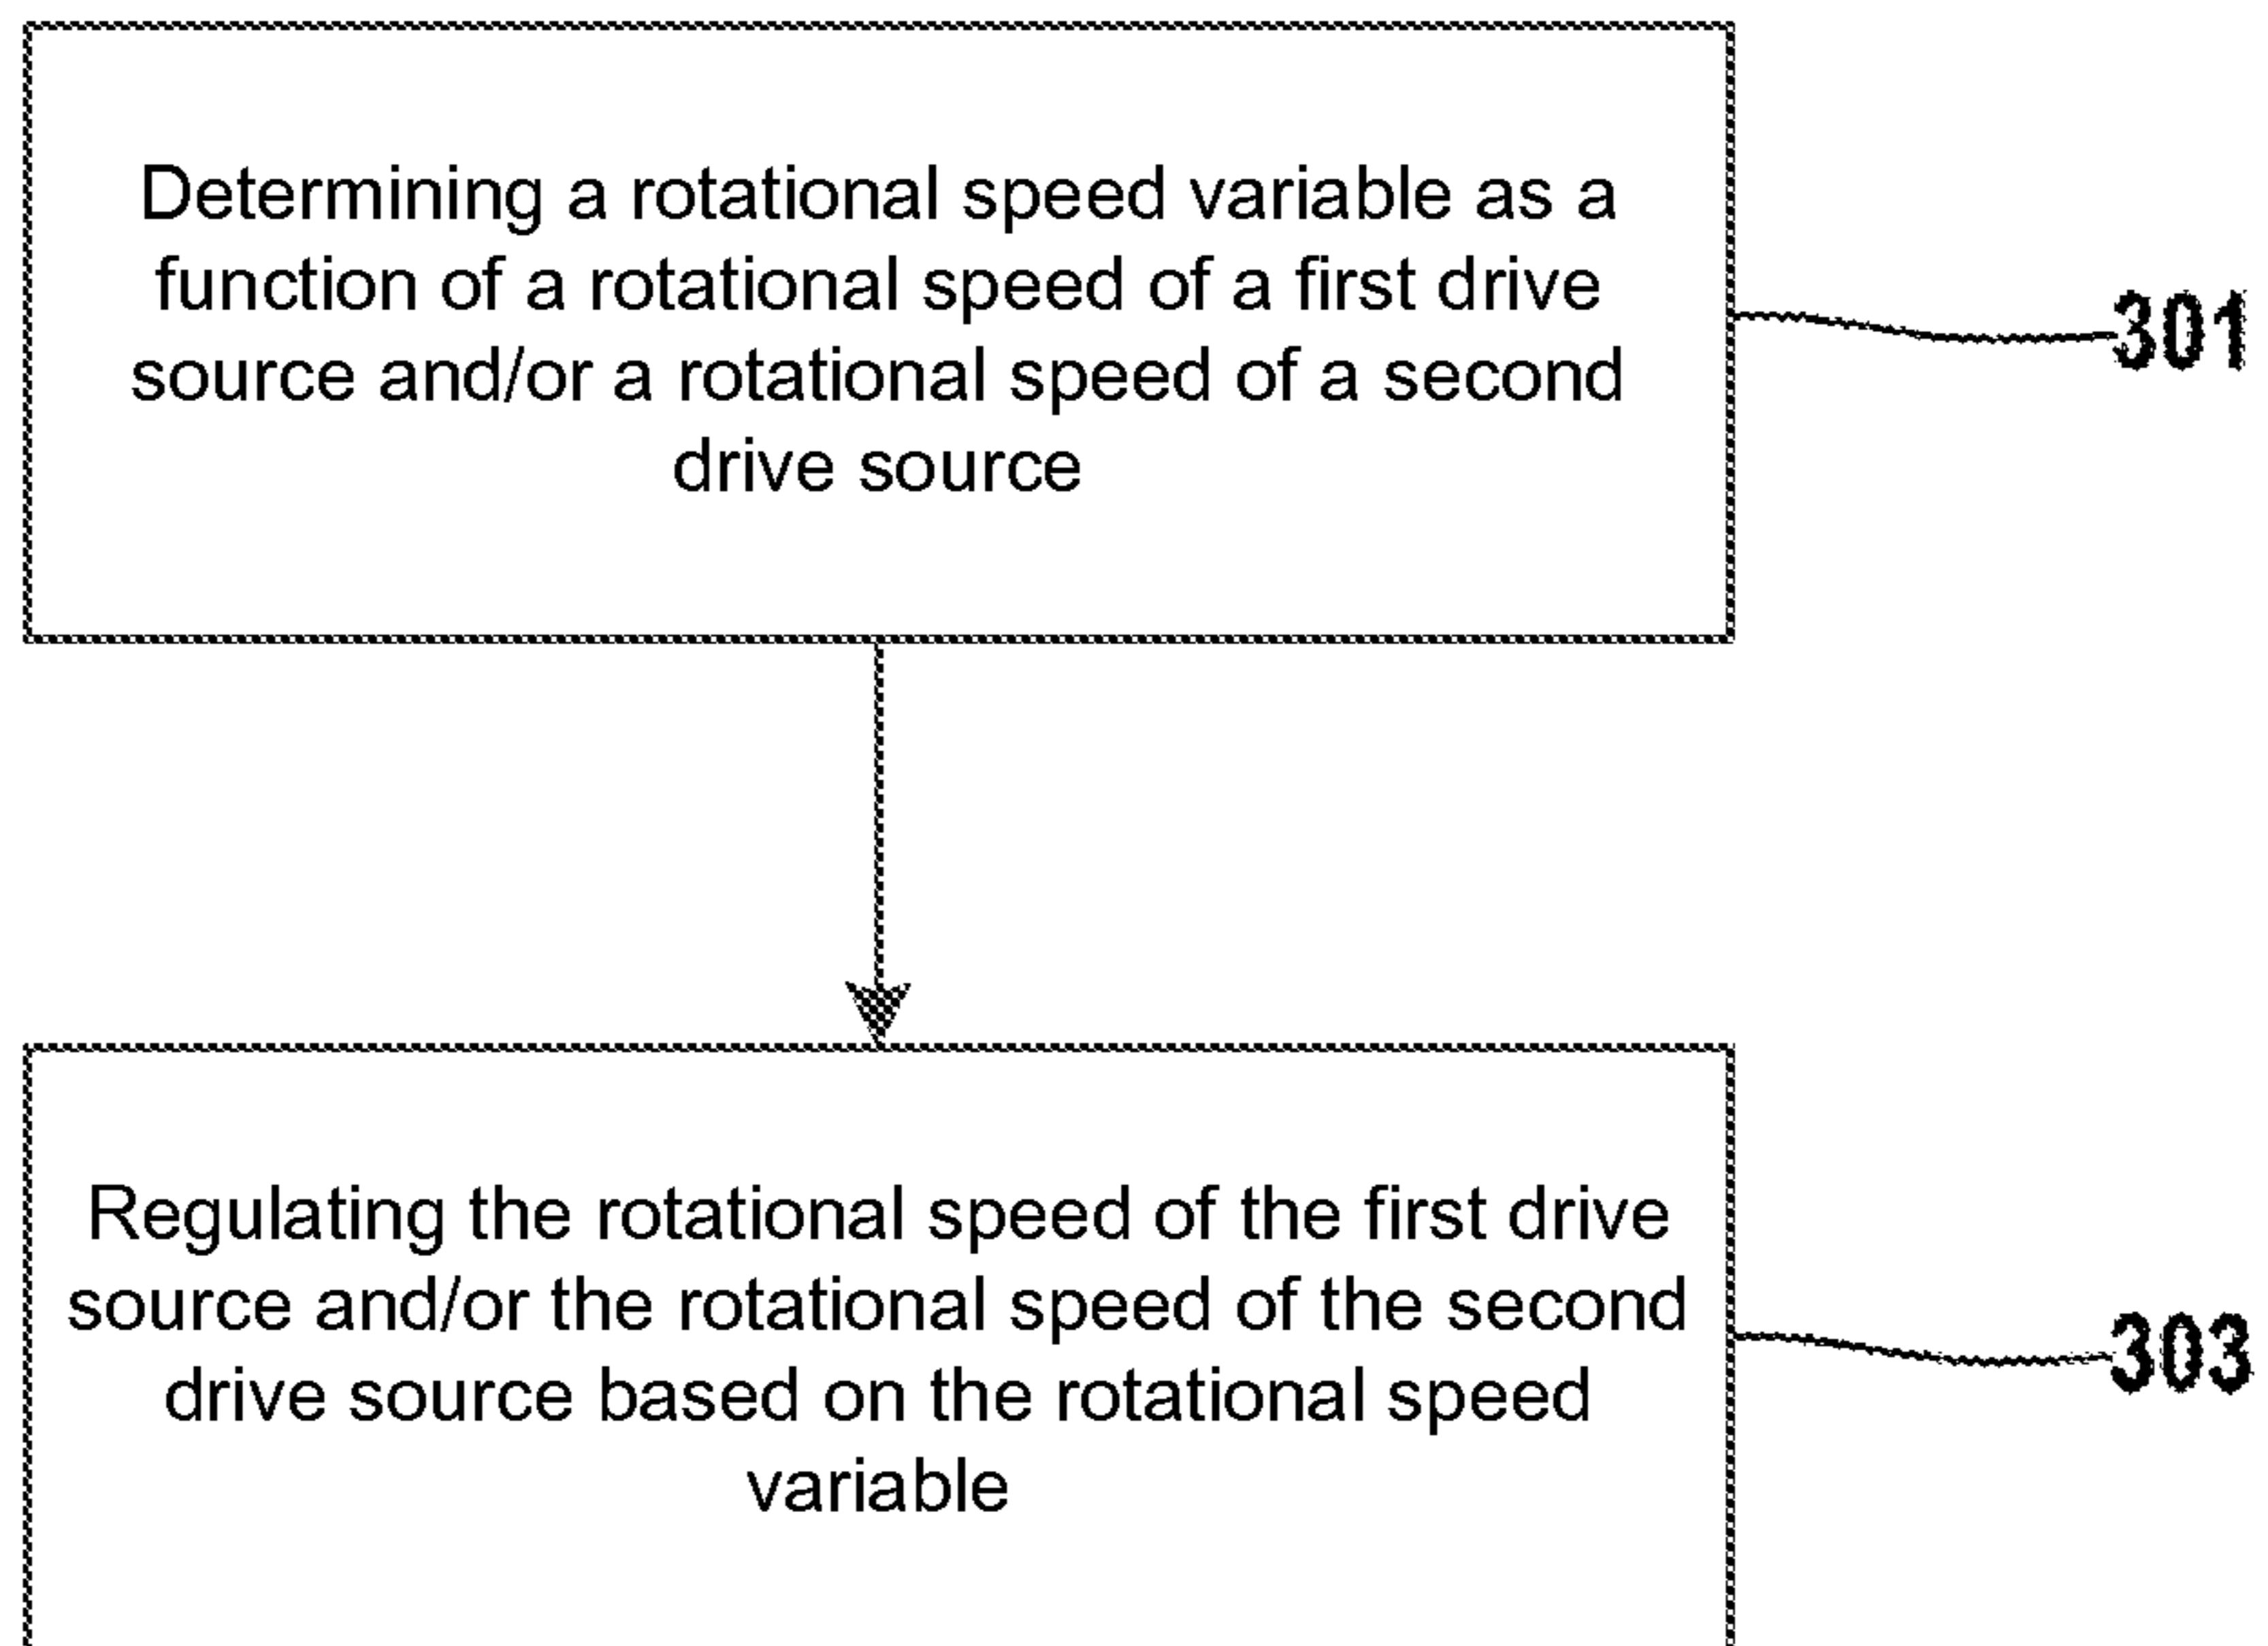 Determining a rotational speed variable as a
function of a rotational speed of a first drive
source and/or a rotational speed of a second
drive source
301
Regulating the rotational speed of the first drive
source and/or the rotational speed of the second
drive source based on the rotational speed
variable
303